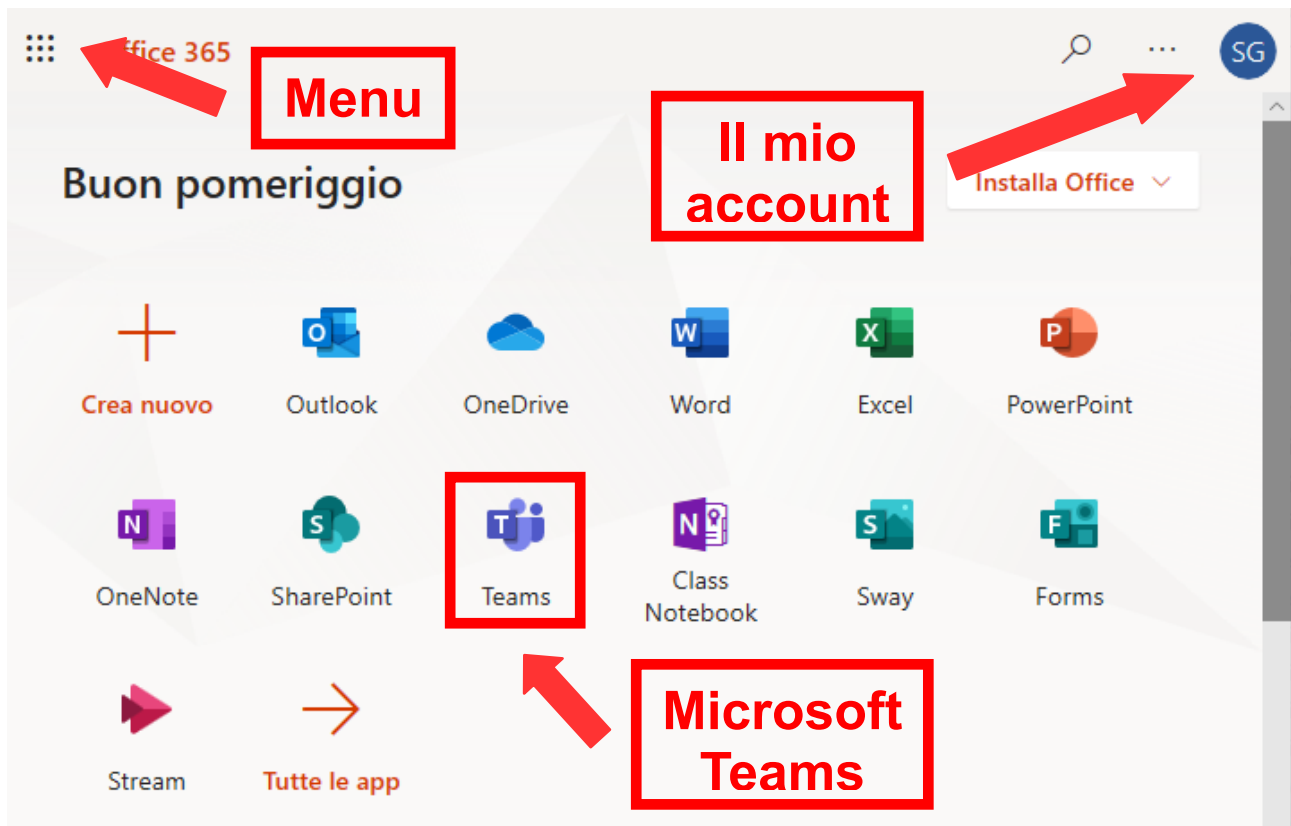 ffice 365
SG
Menu
Il mio
account
Buon pomeriggio
Installa Office
Crea nuovo
Outlook
OneDrive
Word
Excel
PowerPoint
OneNote
SharePoint
Teams
Class
Notebook
Sway
Forms
Stream
Tutte le app
Microsoft
Teams